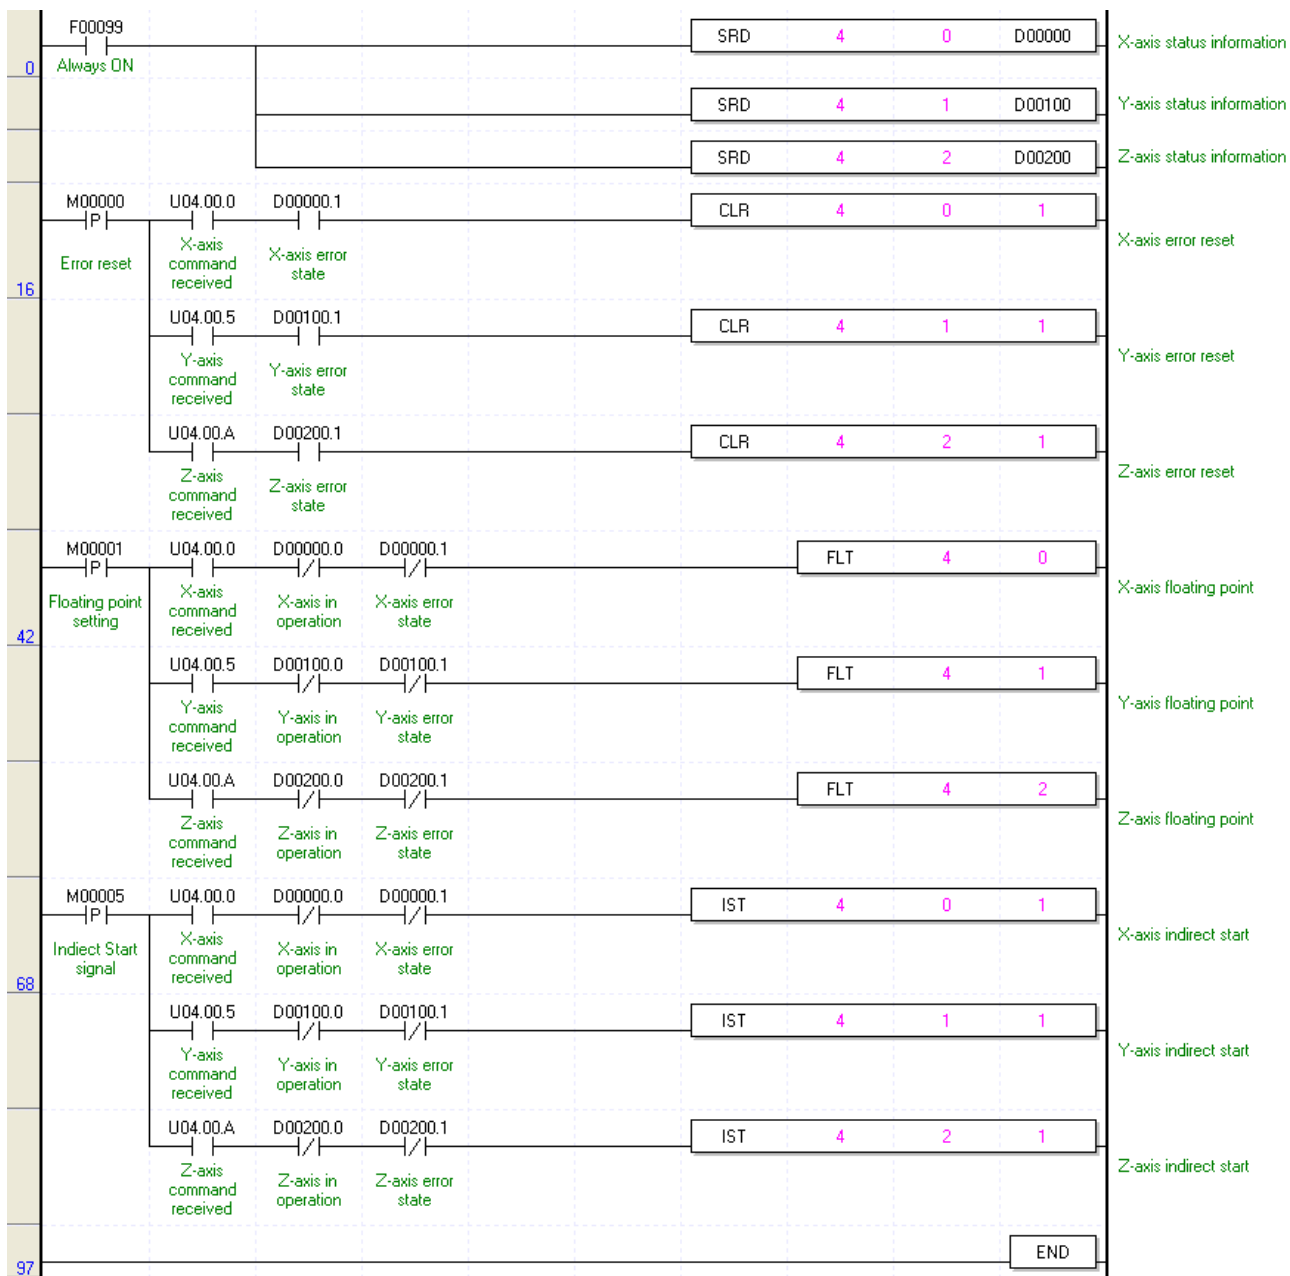 F00099
SRD 4 0 D00000
X-axis status information
0
Always ON
SRD 4 1 D00100
Y-axis status information
SRD 4 2 D00200
Z-axis status information
M00000 U04.00.0 D00000.1
P
CLR 4 0 1
X-axis error reset
Error reset
X-axis
command
received
X-axis error
state
16
U04.00.5 D00100.1
CLR 4 1 1
Y-axis error reset
Y-axis
command
received
Y-axis error
state
U04.00.A D00200.1
CLR 4 2 1
Z-axis error reset
Z-axis
command
received
Z-axis error
state
M00001 U04.00.0 D00000.0 D00000.1
P
FLT 4 0
X-axis floating point
Floating point
setting
X-axis
command
received
X-axis in
operation
X-axis error
state
42
U04.00.5 D00100.0 D00100.1
FLT 4 1
Y-axis floating point
Y-axis
command
received
Y-axis in
operation
Y-axis error
state
U04.00.A D00200.0 D00200.1
FLT 4 2
Z-axis floating point
Z-axis
command
received
Z-axis in
operation
Z-axis error
state
M00005 U04.00.0 D00000.0 D00000.1
P
IST 4 0 1
X-axis indirect start
Indiect Start
signal
X-axis
command
received
X-axis in
operation
X-axis error
state
68
U04.00.5 D00100.0 D00100.1
IST 4 1 1
Y-axis indirect start
Y-axis
command
received
Y-axis in
operation
Y-axis error
state
U04.00.A D00200.0 D00200.1
IST 4 2 1
Z-axis indirect start
Z-axis
command
received
Z-axis in
operation
Z-axis error
state
END
97